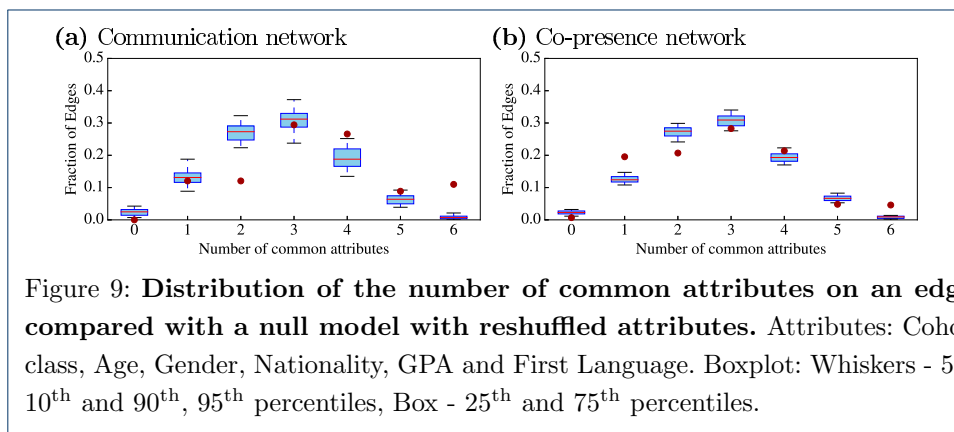 (a) Communication network
(b) Co-presence network
Fraction of Edges
0.5
0.4
0.3
0.2
0.1
0.0
0 1 2 3 4 5 6
Number of common attributes
Fraction of Edges
0.5
0.4
0.3
0.2
0.1
0.0
0 1 2 3 4 5 6
Number of common attributes
Figure 9: Distribution of the number of common attributes on an edg
compared with a null model with reshuffled attributes. Attributes: Coho
class, Age, Gender, Nationality, GPA and First Language. Boxplot: Whiskers - 5
10th and 90th, 95th percentiles, Box - 25th and 75th percentiles.